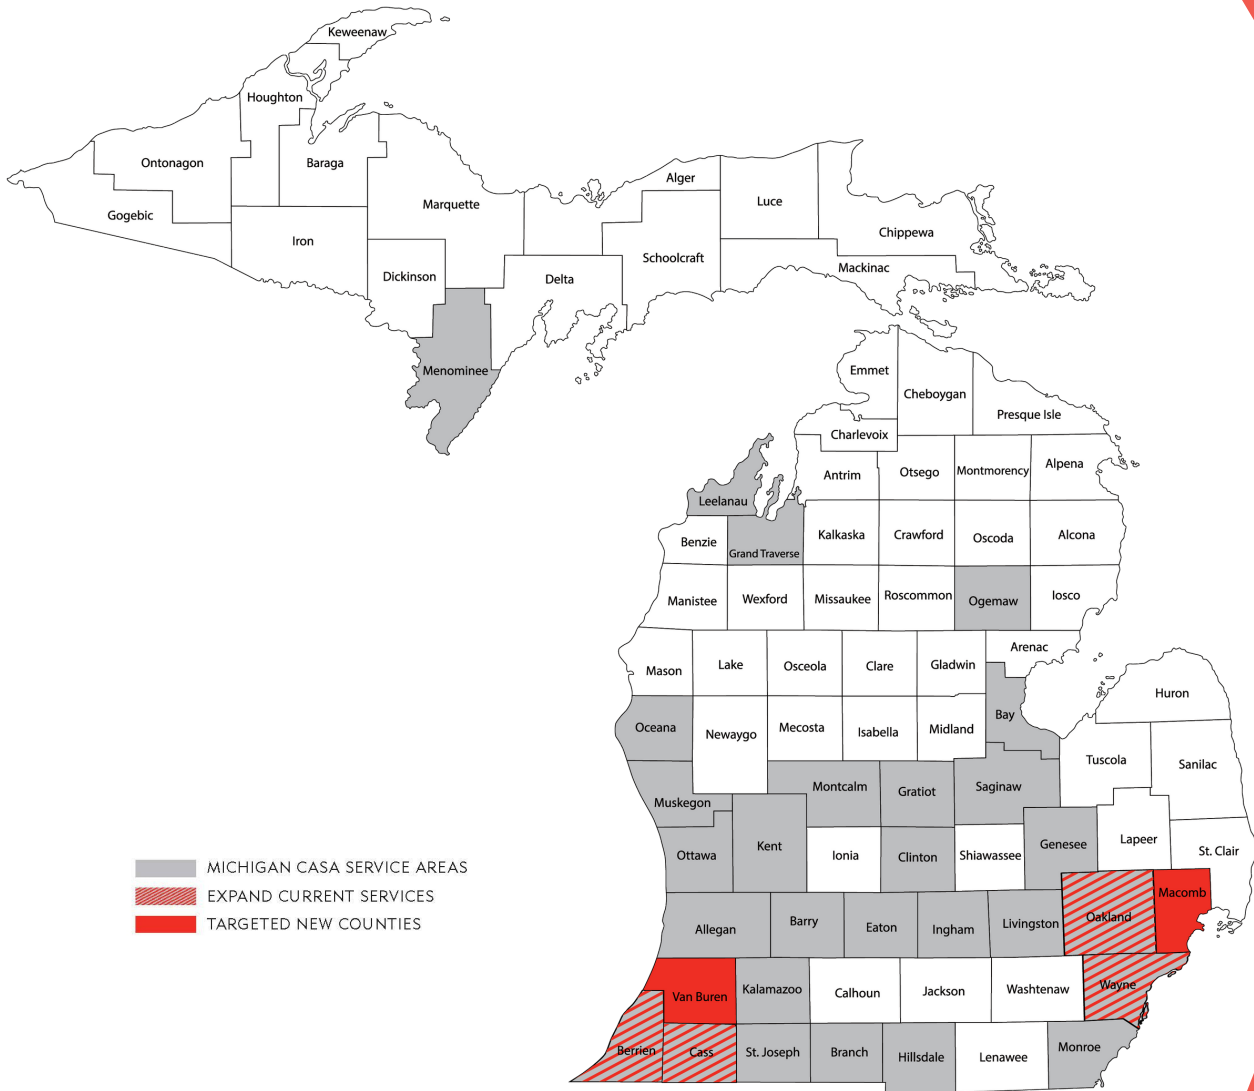 Keweenaw
Houghton
Ontonagon
Baraga
Gogebic
Marquette
Iron
Dickinson
Menominee
Alger
Luce
Chippewa
Schoolcraft
Mackinac
Delta
Emmet
Cheboygan
Presque Isle
Charlevoix
Antrim
Otsego
Montmorency
Alpena
Leelanau
Benzie
Grand Traverse
Kalkaska
Crawford
Oscoda
Alcona
Manistee
Wexford
Missaukee
Roscommon
Ogemaw
Iosco
Mason
Lake
Osceola
Clare
Gladwin
Arenac
Huron
Oceana
Newaygo
Mecosta
Isabella
Midland
Bay
Tuscola
Sanilac
Muskegon
Montcalm
Gratiot
Saginaw
Ottawa
Kent
Ionia
Clinton
Shiawassee
Genesee
Lapeer
St. Clair
Allegan
Barry
Eaton
Ingham
Livingston
Oakland
Macomb
Van Buren
Kalamazoo
Calhoun
Jackson
Washtenaw
Wayne
Berrien
Cass
St. Joseph
Branch
Hillsdale
Lenawee
Monroe
MICHIGAN CASA SERVICE AREAS
EXPAND CURRENT SERVICES
TARGETED NEW COUNTIES